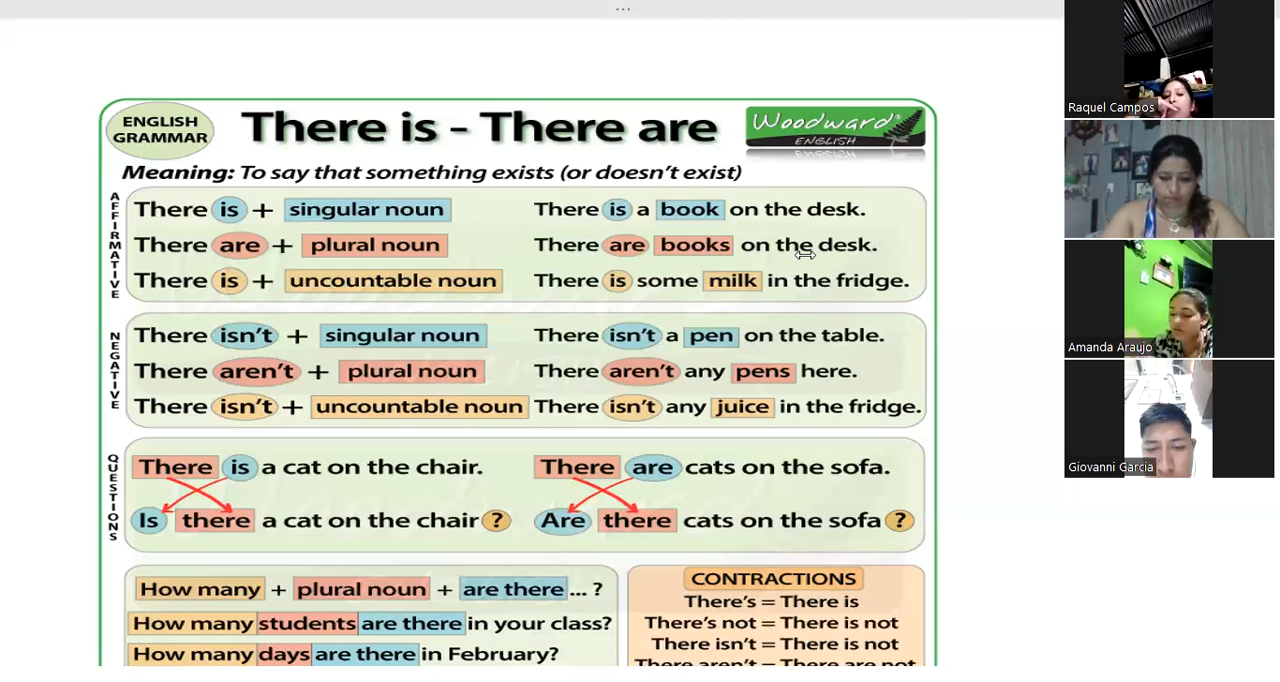 ENGLISH
GRAMMAR
There is - There are
Woodward®
ENGLISH
Meaning: To say that something exists (or doesn't exist)
AFFIRMATIVE
There is + singular noun There is a book on the desk.
There are + plural noun There are books on the desk.
There is + uncountable noun There is some milk in the fridge.
NEGATIVE
There isn't + singular noun There isn't a pen on the table.
There aren't + plural noun There aren't any pens here.
There isn't + uncountable noun There isn't any juice in the fridge.
QUESTIONS
There is a cat on the chair. There are cats on the sofa.
Is there a cat on the chair ? Are there cats on the sofa ?
How many + plural noun + are there ... ?
How many students are there in your class?
How many days are there in February?
CONTRACTIONS
There's = There is
There's not = There is not
There isn't = There is not
There aren't = There are not
Raquel Campos
Amanda Araujo
Giovanni Garcia